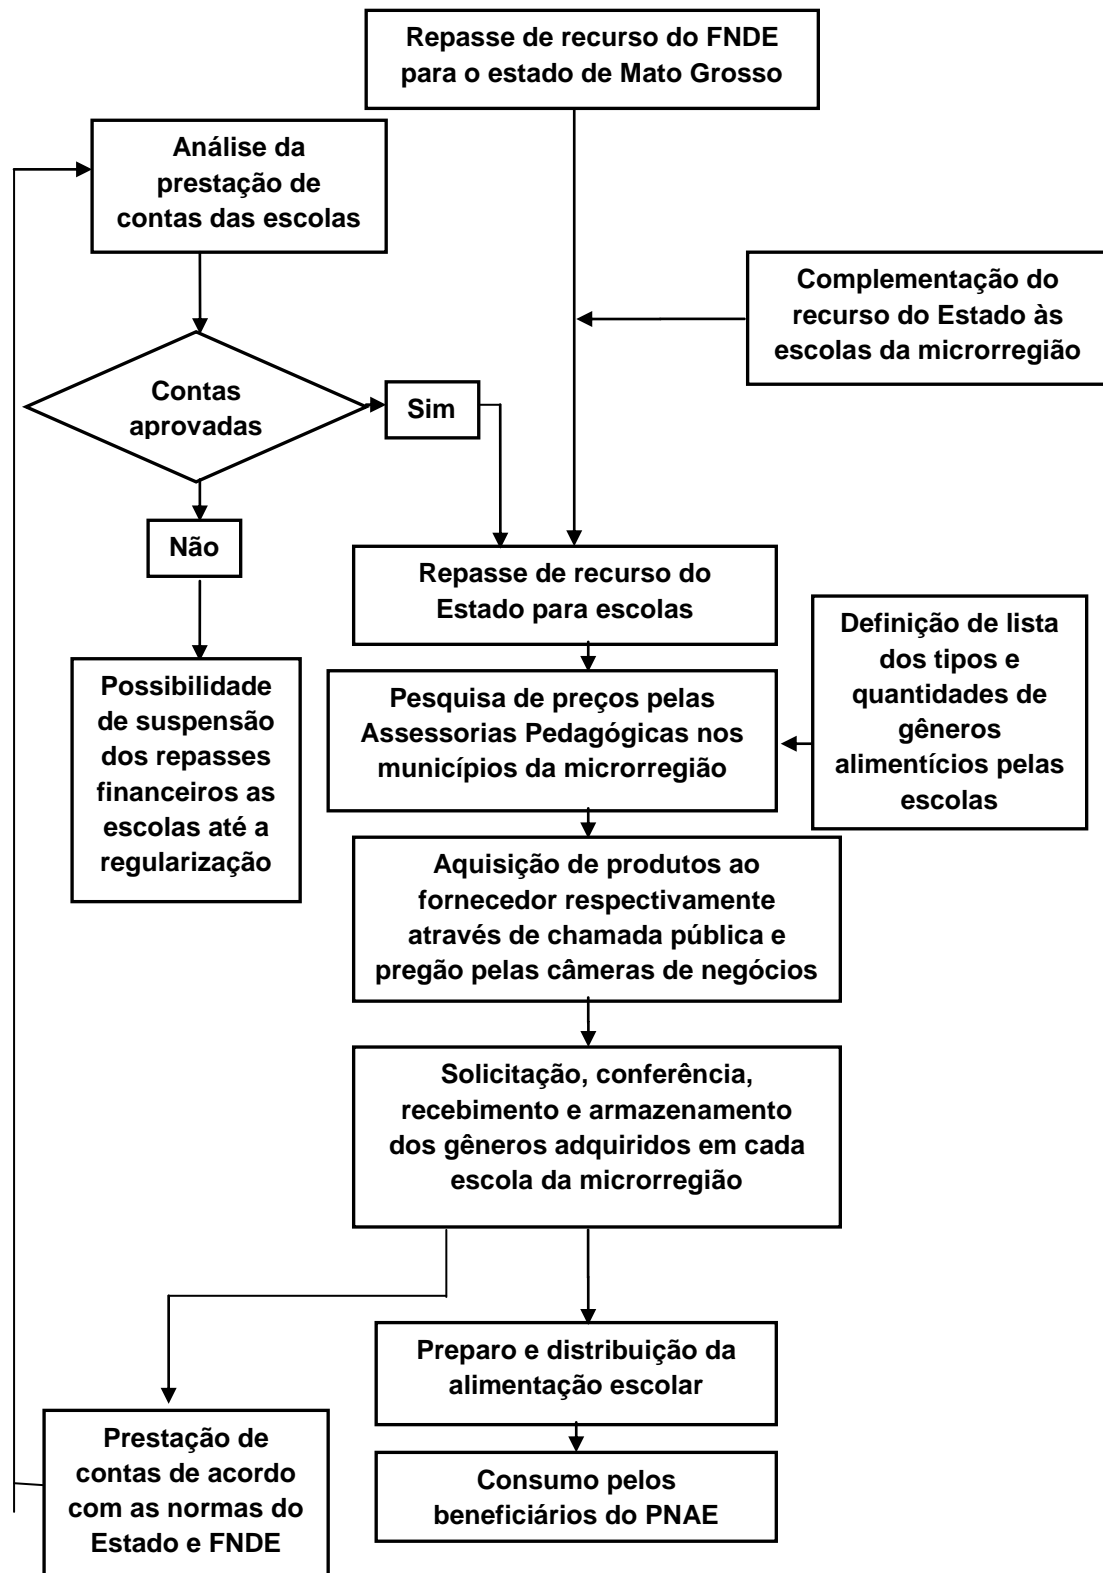 Repasse de recurso do FNDE
para o estado de Mato Grosso
Análise da
prestação de
contas das escolas
Complementação do
recurso do Estado às
escolas da microrregião
Contas
aprovadas
Sim
Não
Repasse de recurso do
Estado para escolas
Definição de lista
dos tipos e
quantidades de
gêneros
alimentícios pelas
escolas
Possibilidade
de suspensão
dos repasses
financeiros as
escolas até a
regularização
Pesquisa de preços pelas
Assessorias Pedagógicas nos
municípios da microrregião
Aquisição de produtos ao
fornecedor respectivamente
através de chamada pública e
pregão pelas câmeras de negócios
Solicitação, conferência,
recebimento e armazenamento
dos gêneros adquiridos em cada
escola da microrregião
Preparo e distribuição da
alimentação escolar
Prestação de
contas de acordo
com as normas do
Estado e FNDE
Consumo pelos
beneficiários do PNAE